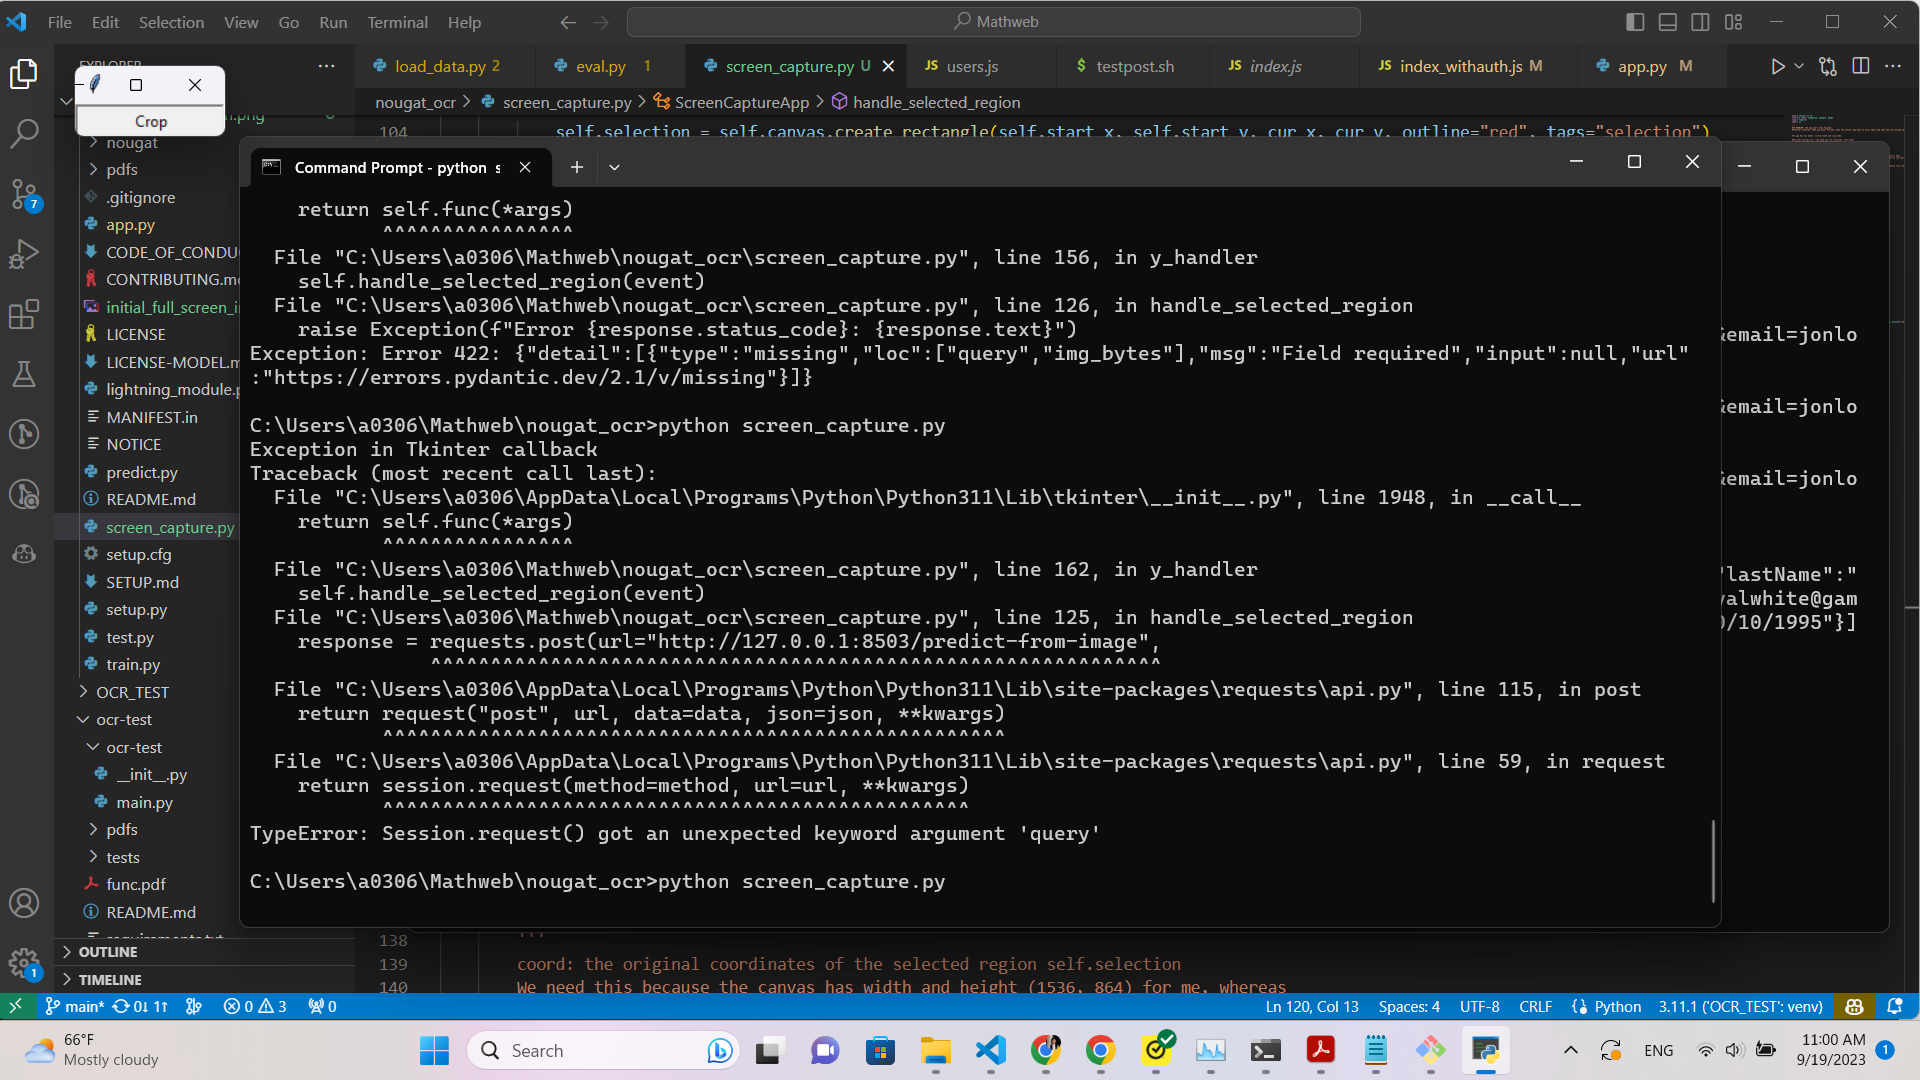 File Edit Selection View Go Run Terminal Help
Mathweb
EXPLORER
load_data.py 2
eval.py 1
screen_capture.py U
JS users.js
$ testpost.sh
JS index.js
JS index_withauth.js M
app.py M
nougat_ocr > screen_capture.py > ScreenCaptureApp > handle_selected_region
Crop
104 self.selection = self.canvas.create_rectangle(self.start_x, self.start_y, cur_x, cur_y, outline="red", tags="selection")
nougat
pdfs
.gitignore
app.py
CODE_OF_CONDU
CONTRIBUTING.m
initial_full_screen_i
LICENSE
LICENSE-MODEL.m
lightning_module.p
MANIFEST.in
NOTICE
predict.py
README.md
screen_capture.py
setup.cfg
SETUP.md
setup.py
test.py
train.py
OCR_TEST
ocr-test
ocr-test
__init__.py
main.py
pdfs
tests
func.pdf
README.md
requirements.txt
OUTLINE
TIMELINE
7
1
Command Prompt - python s
return self.func(*args)
^^^^^^^^^^^^^^^^
File "C:\Users\a0306\Mathweb\nougat_ocr\screen_capture.py", line 156, in y_handler
self.handle_selected_region(event)
File "C:\Users\a0306\Mathweb\nougat_ocr\screen_capture.py", line 126, in handle_selected_region
raise Exception(f"Error {response.status_code}: {response.text}")
Exception: Error 422: {"detail":[{"type":"missing","loc":["query","img_bytes"],"msg":"Field required","input":null,"url"
:"https://errors.pydantic.dev/2.1/v/missing"}]}
C:\Users\a0306\Mathweb\nougat_ocr>python screen_capture.py
Exception in Tkinter callback
Traceback (most recent call last):
File "C:\Users\a0306\AppData\Local\Programs\Python\Python311\Lib\tkinter\__init__.py", line 1948, in __call__
return self.func(*args)
^^^^^^^^^^^^^^^^
File "C:\Users\a0306\Mathweb\nougat_ocr\screen_capture.py", line 162, in y_handler
self.handle_selected_region(event)
File "C:\Users\a0306\Mathweb\nougat_ocr\screen_capture.py", line 125, in handle_selected_region
response = requests.post(url="http://127.0.0.1:8503/predict-from-image",
^^^^^^^^^^^^^^^^^^^^^^^^^^^^^^^^^^^^^^^^^^^^^^^^^^^^^^^^^^^^^
File "C:\Users\a0306\AppData\Local\Programs\Python\Python311\Lib\site-packages\requests\api.py", line 115, in post
return request("post", url, data=data, json=json, **kwargs)
^^^^^^^^^^^^^^^^^^^^^^^^^^^^^^^^^^^^^^^^^^^^^^^^^^^^
File "C:\Users\a0306\AppData\Local\Programs\Python\Python311\Lib\site-packages\requests\api.py", line 59, in request
return session.request(method=method, url=url, **kwargs)
^^^^^^^^^^^^^^^^^^^^^^^^^^^^^^^^^^^^^^^^^^^^^^^^^
TypeError: Session.request() got an unexpected keyword argument 'query'
C:\Users\a0306\Mathweb\nougat_ocr>python screen_capture.py
&email=jonlo
&email=jonlo
&email=jonlo
"lastName":"
yalwhite@gam
0/10/1995"}]
138 '''
139 coord: the original coordinates of the selected region self.selection
140 We need this because the canvas has width and height (1536, 864) for me, whereas
main* 0↓ 1↑ 0 3 0
Ln 120, Col 13 Spaces: 4 UTF-8 CRLF Python 3.11.1 ('OCR_TEST': venv)
66°F
Mostly cloudy
Search
ENG
11:00 AM
9/19/2023
1